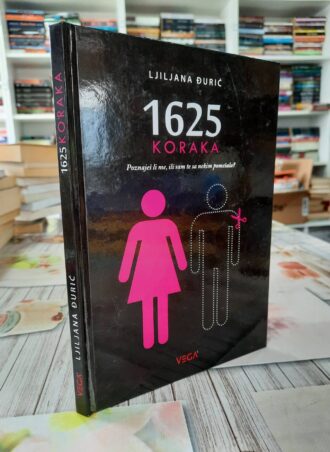 LJILJANA ĐURIĆ
1625
KORAKA
Poznaješ li me, ili sam te sa nekim pomešala?
VEGA
1625 KORAKA
LJILJANA ĐURIĆ
VEGA